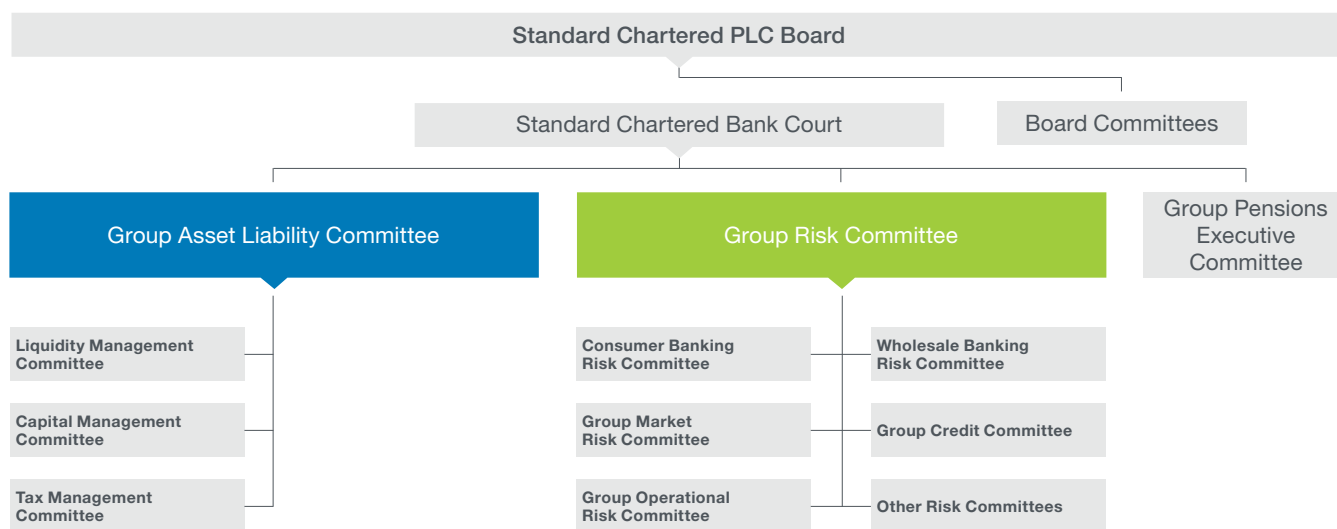 Standard Chartered PLC Board
Standard Chartered Bank Court
Board Committees
Group Asset Liability Committee
Group Risk Committee
Group Pensions
Executive
Committee
Liquidity Management
Committee
Capital Management
Committee
Tax Management
Committee
Consumer Banking
Risk Committee
Wholesale Banking
Risk Committee
Group Market
Risk Committee
Group Credit Committee
Group Operational
Risk Committee
Other Risk Committees